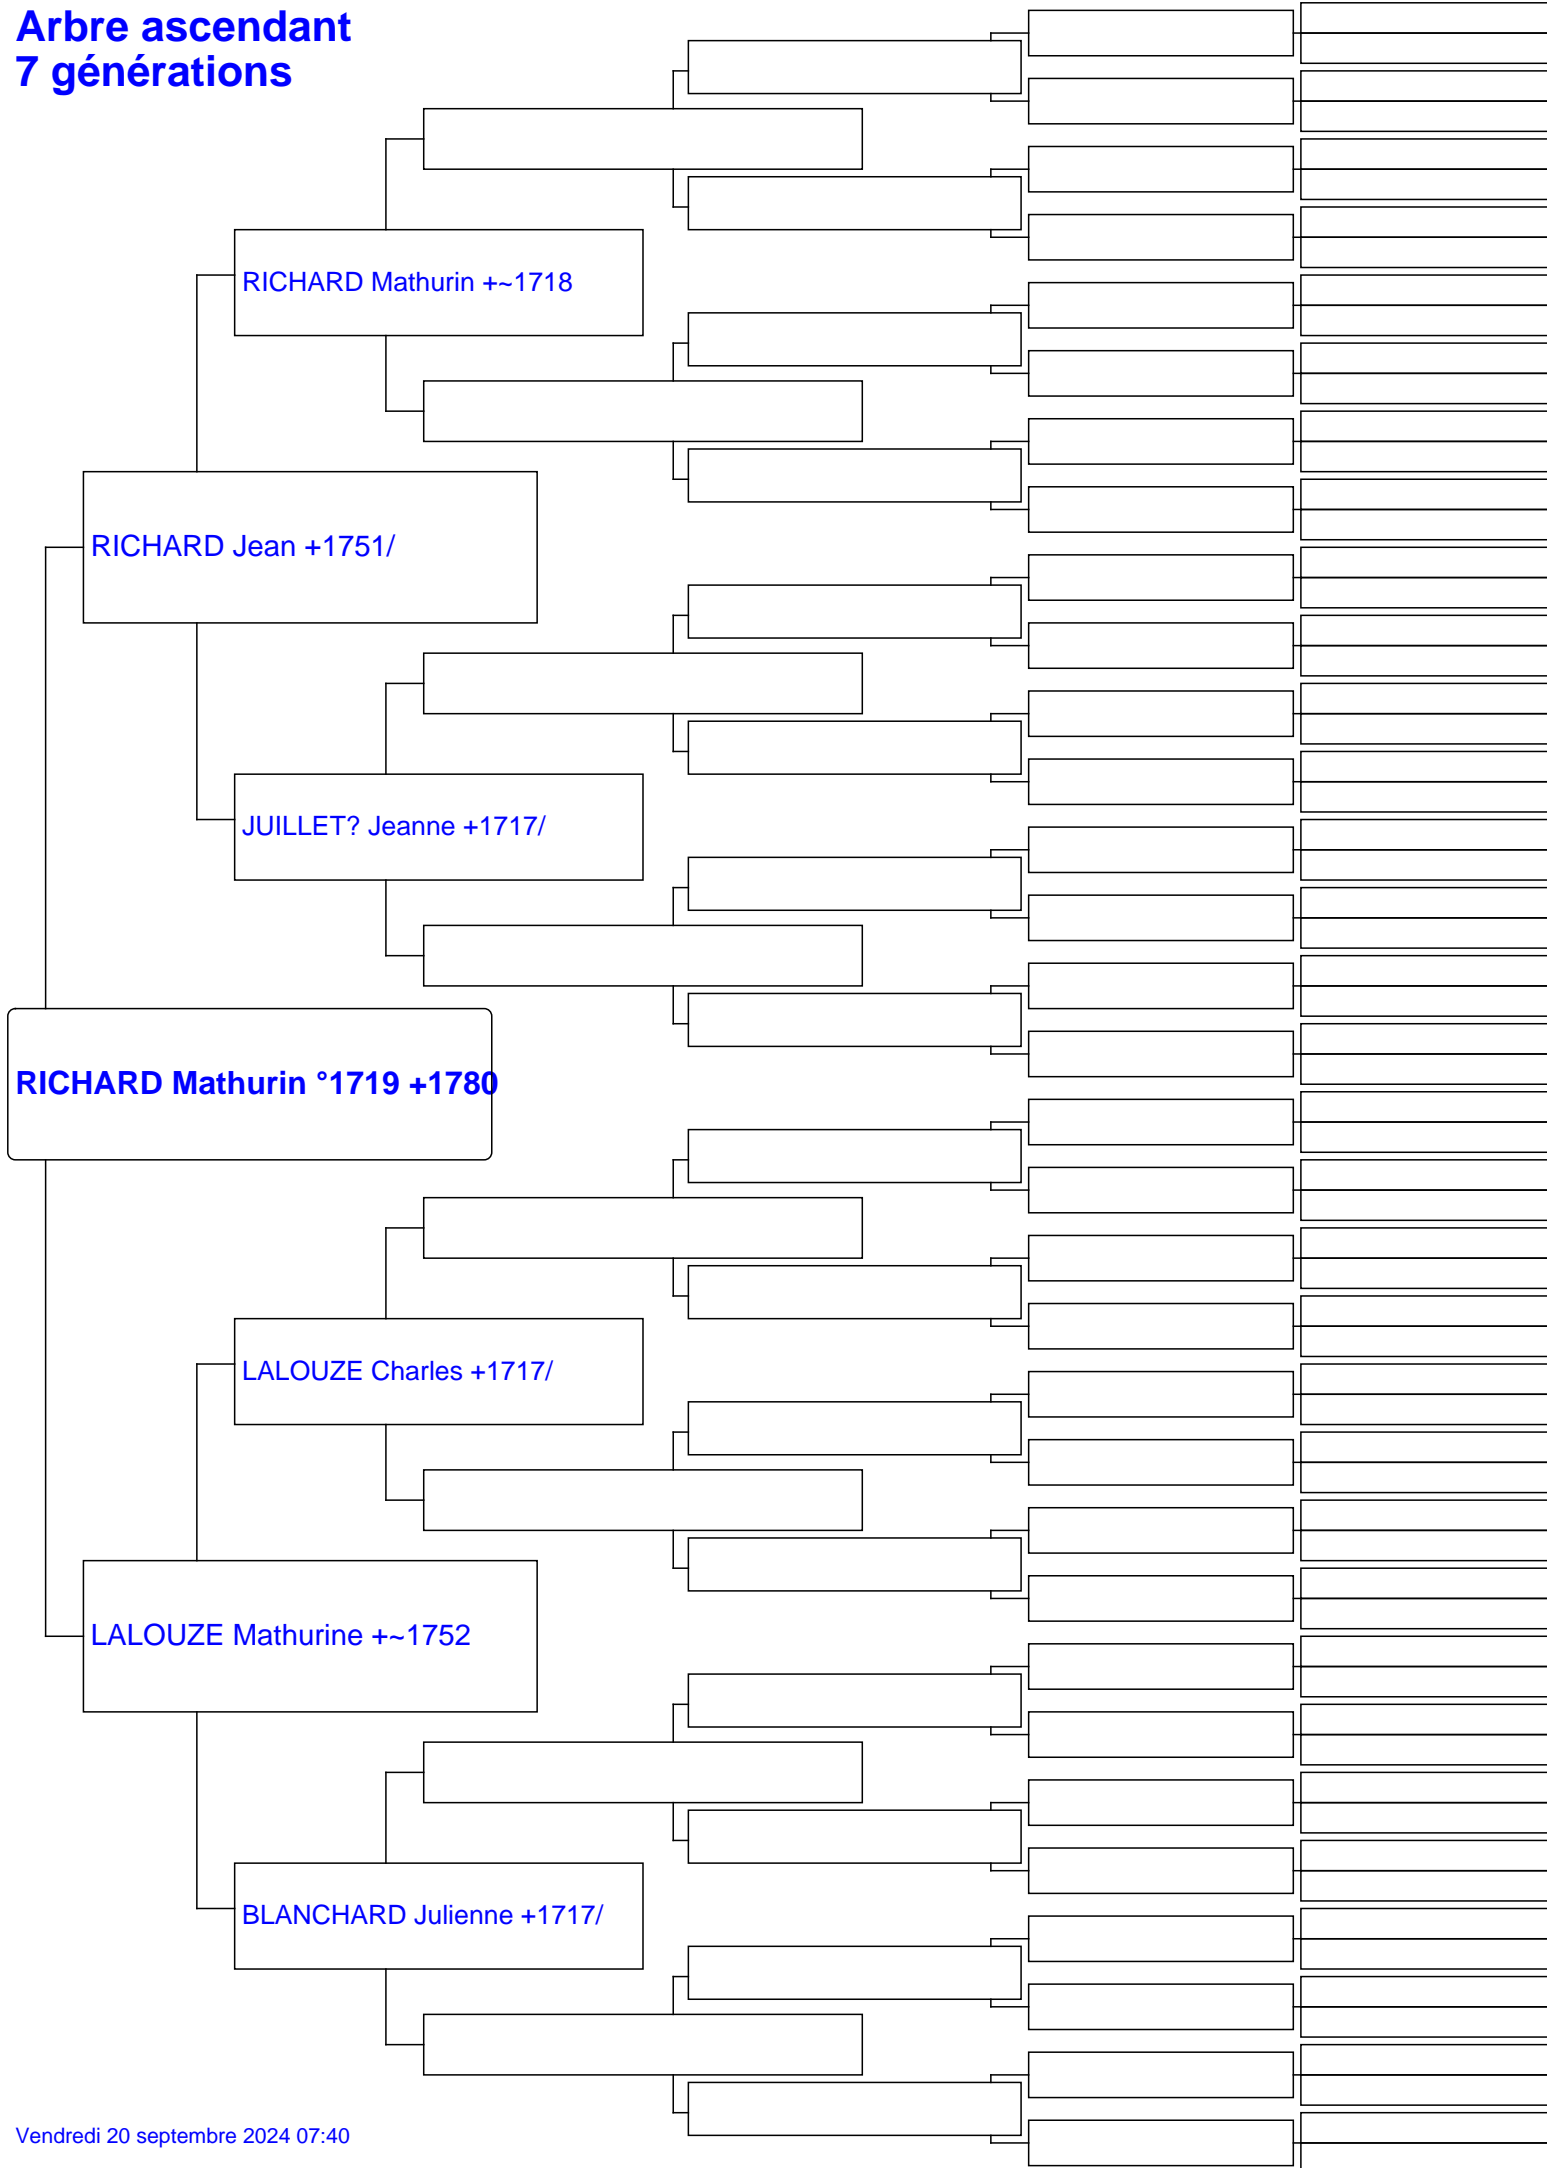 Arbre ascendant
7 générations
RICHARD Mathurin +~1718
RICHARD Jean +1751/
JUILLET? Jeanne +1717/
RICHARD Mathurin °1719 +1780
LALOUZE Charles +1717/
LALOUZE Mathurine +~1752
BLANCHARD Julienne +1717/
Vendredi 20 septembre 2024 07:40